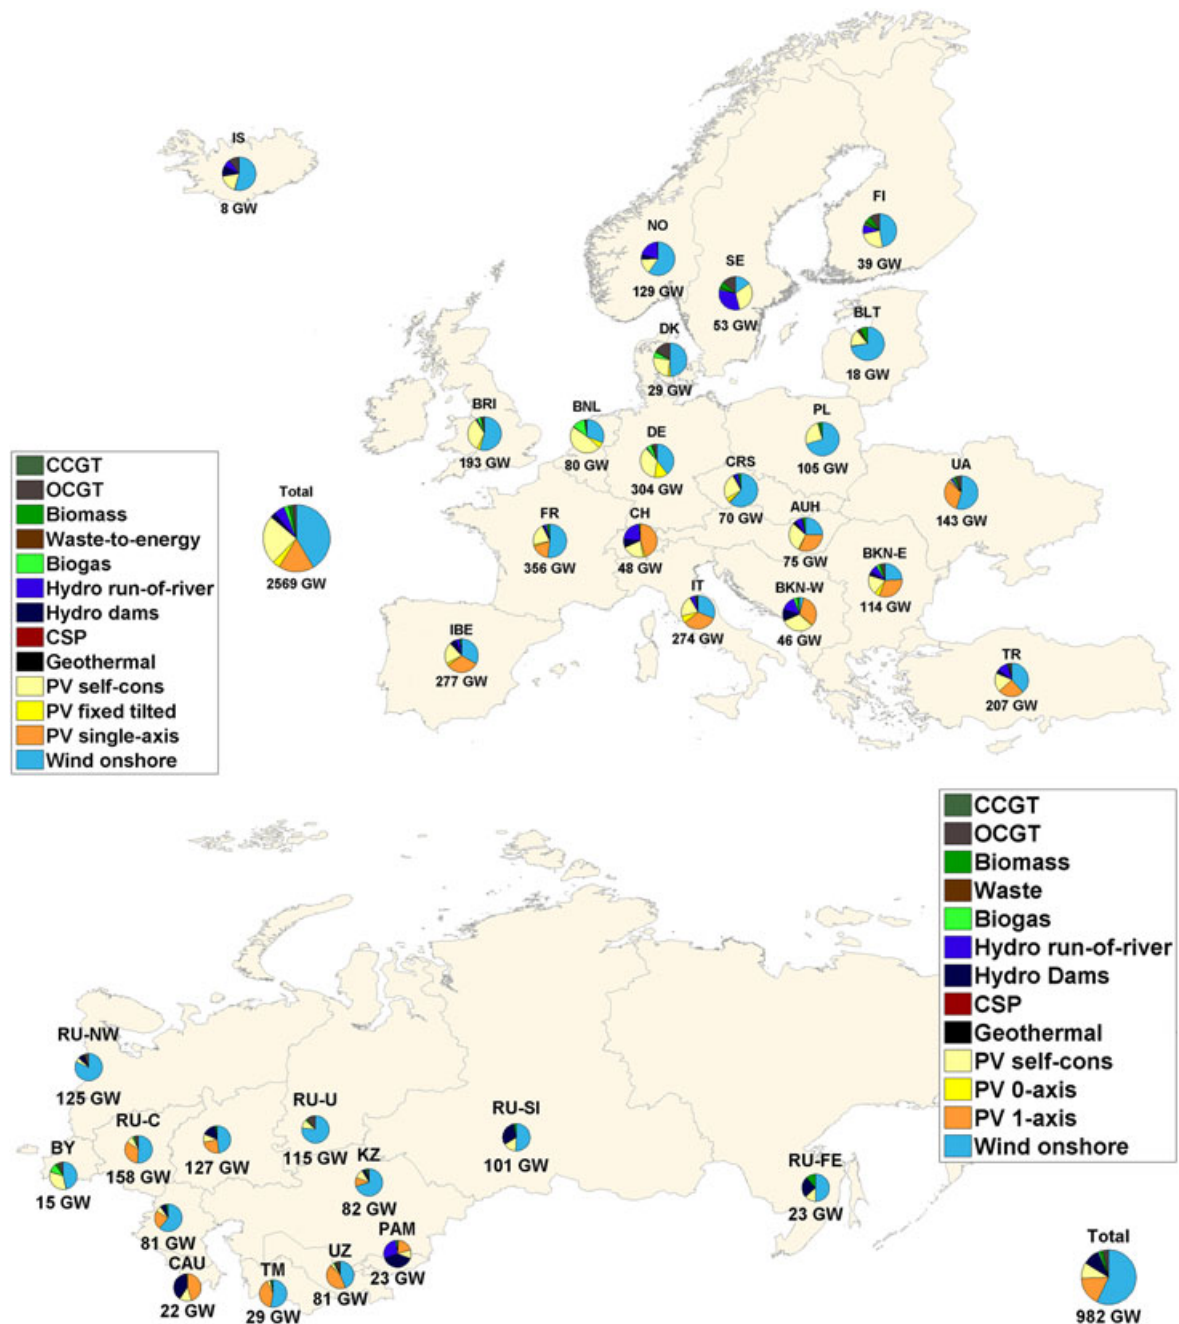 IS
8 GW
FI
39 GW
NO
129 GW
SE
53 GW
BLT
18 GW
DK
29 GW
BRI
193 GW
BNL
80 GW
DE
304 GW
PL
105 GW
CRS
70 GW
UA
143 GW
FR
356 GW
CH
48 GW
AUH
75 GW
BKN-E
114 GW
IT
274 GW
BKN-W
46 GW
IBE
277 GW
TR
207 GW
CCGT
OCGT
Biomass
Waste-to-energy
Biogas
Hydro run-of-river
Hydro dams
CSP
Geothermal
PV self-cons
PV fixed tilted
PV single-axis
Wind onshore
Total
2569 GW
CCGT
OCGT
Biomass
Waste
Biogas
Hydro run-of-river
Hydro Dams
CSP
Geothermal
PV self-cons
PV 0-axis
PV 1-axis
Wind onshore
RU-NW
125 GW
RU-C
158 GW
127 GW
RU-U
115 GW
RU-SI
101 GW
BY
15 GW
KZ
82 GW
RU-FE
23 GW
81 GW
PAM
23 GW
CAU
22 GW
TM
29 GW
UZ
81 GW
Total
982 GW